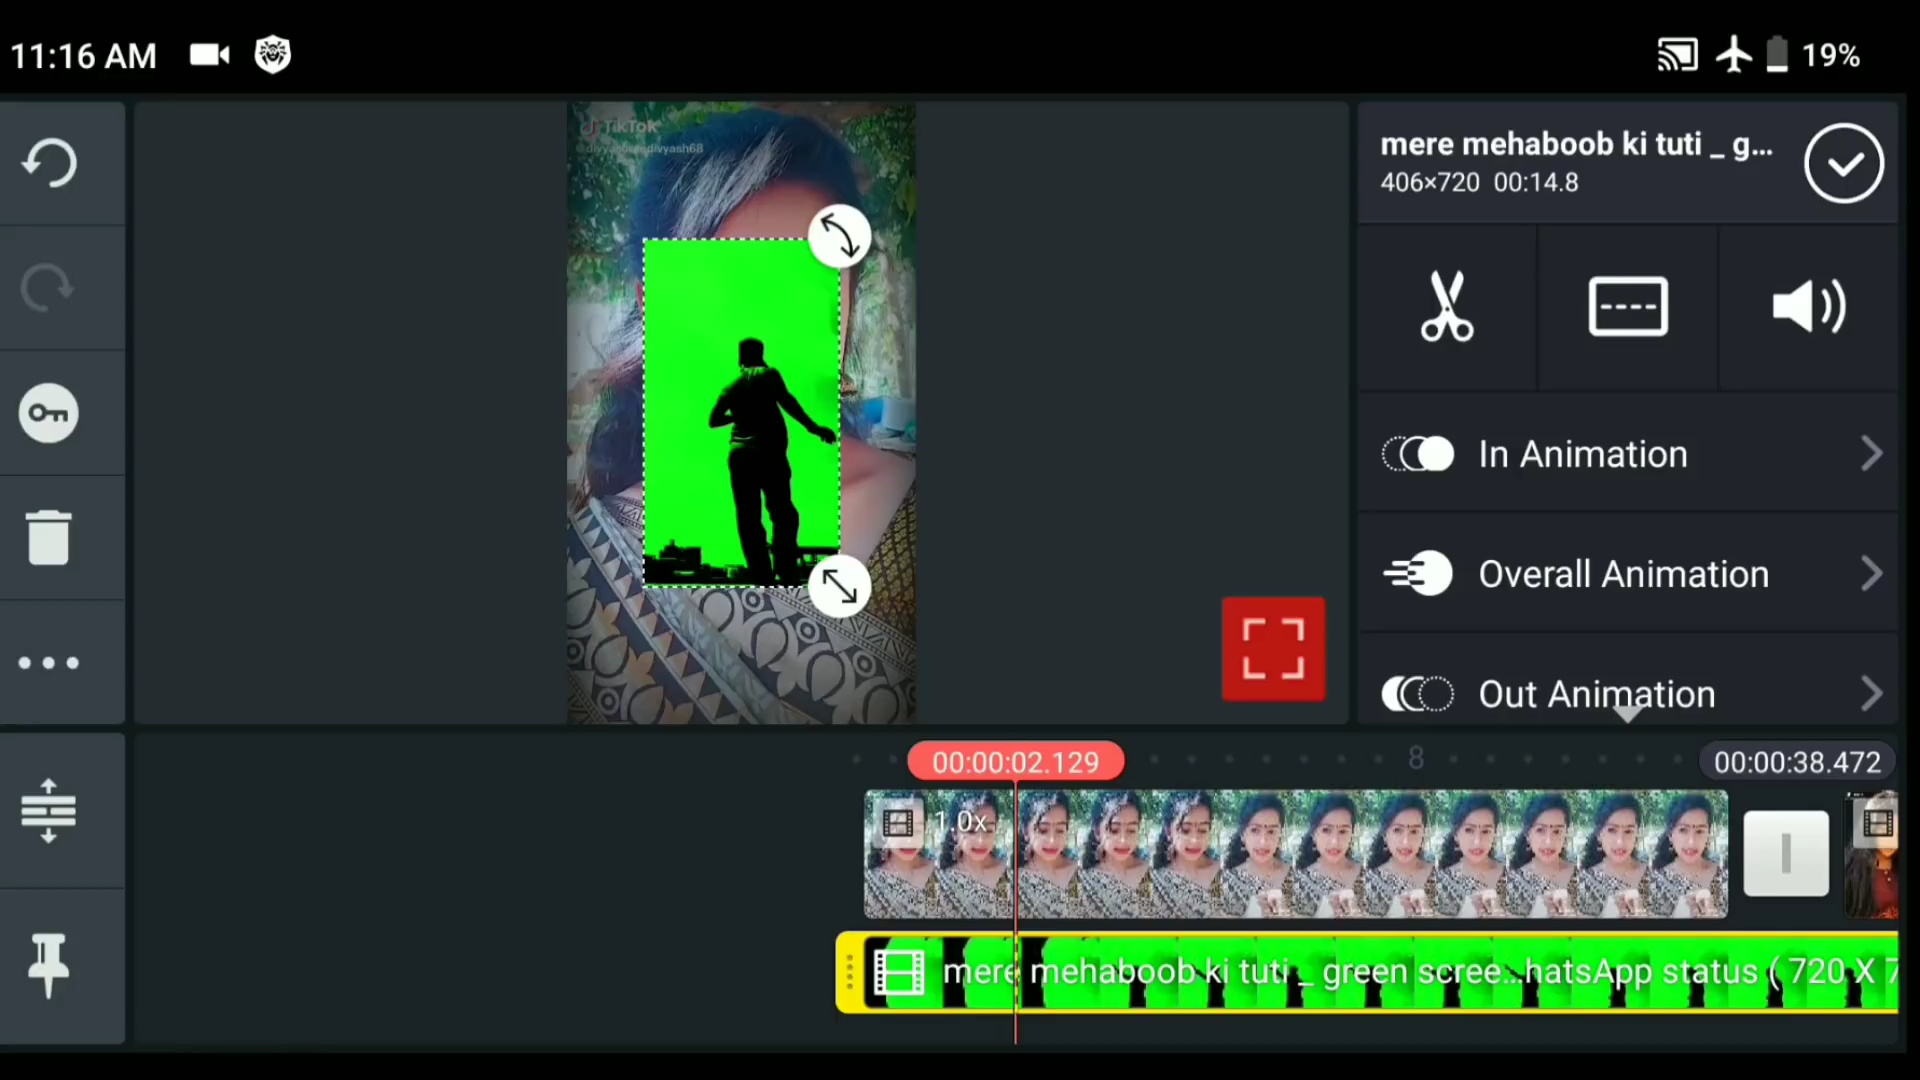 11:16 AM
19%
TikTok
mere mehaboob ki tuti _ g...
406×720 00:14.8
In Animation
Overall Animation
Out Animation
00:00:02.129
8
00:00:38.472
1.0x
mere mehaboob ki tuti _ green scree...hatsApp status ( 720 X 7